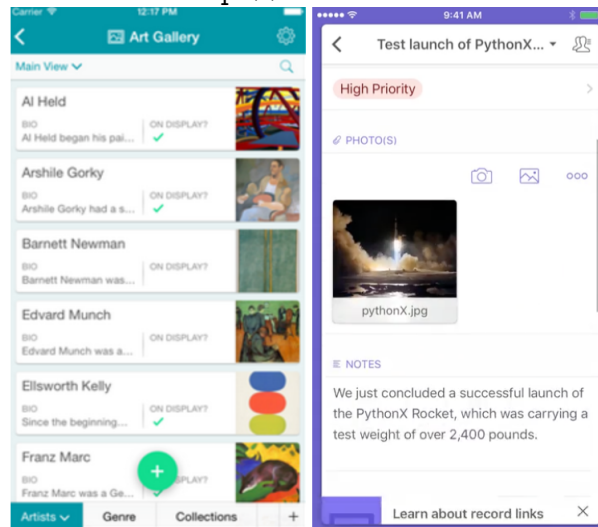 Carrier 12:17 PM
Art Gallery
Main View
Al Held
BIO ON DISPLAY?
Al Held began his pai...
Arshile Gorky
BIO ON DISPLAY?
Arshile Gorky had a s...
Barnett Newman
BIO ON DISPLAY?
Barnett Newman was...
Edvard Munch
BIO ON DISPLAY?
Edvard Munch was a...
Ellsworth Kelly
BIO ON DISPLAY?
Since the beginning...
Franz Marc
BIO SPLAY?
Franz Marc was a Ge...
Artists Genre Collections +
9:41 AM
Test launch of PythonX...
High Priority
PHOTO(S)
pythonX.jpg
NOTES
We just concluded a successful launch of
the PythonX Rocket, which was carrying a
test weight of over 2,400 pounds.
Learn about record links